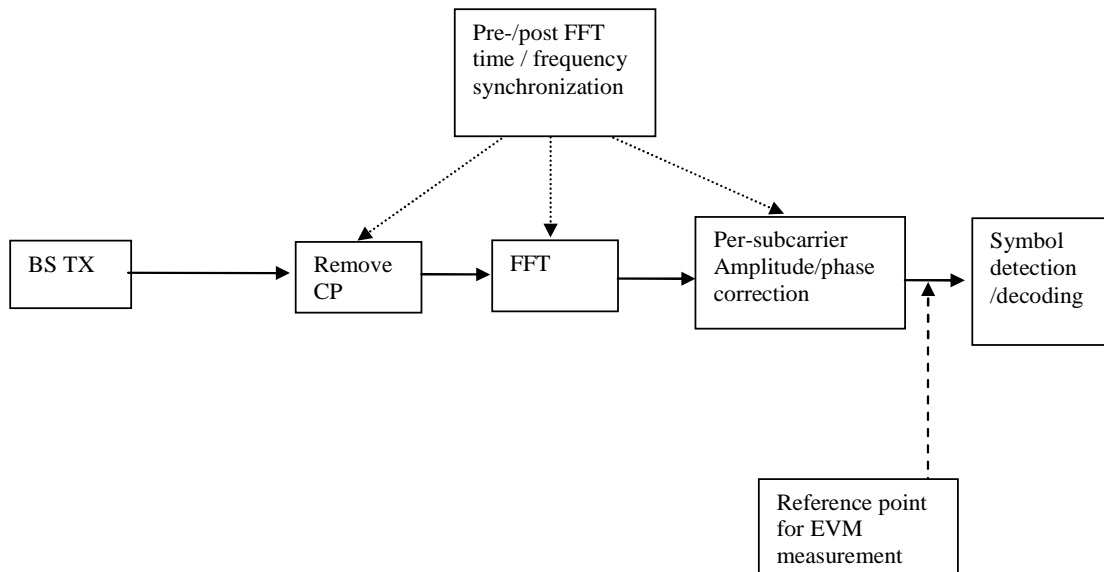 Pre-/post FFT
time / frequency
synchronization
BS TX
Remove
CP
FFT
Per-subcarrier
Amplitude/phase
correction
Symbol
detection
/decoding
Reference point
for EVM
measurement